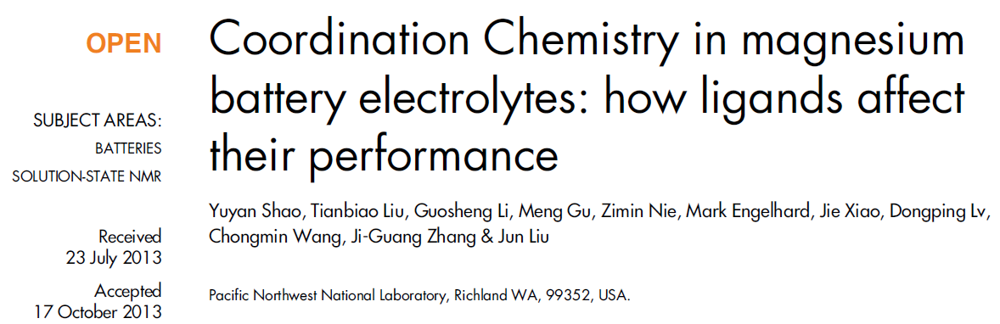 OPEN
SUBJECT AREAS:
BATTERIES
SOLUTION-STATE NMR
Received
23 July 2013
Accepted
17 October 2013
Coordination Chemistry in magnesium
battery electrolytes: how ligands affect
their performance
Yuyan Shao, Tianbiao Liu, Guosheng Li, Meng Gu, Zimin Nie, Mark Engelhard, Jie Xiao, Dongping Lv,
Chongmin Wang, Ji-Guang Zhang & Jun Liu
Pacific Northwest National Laboratory, Richland WA, 99352, USA.